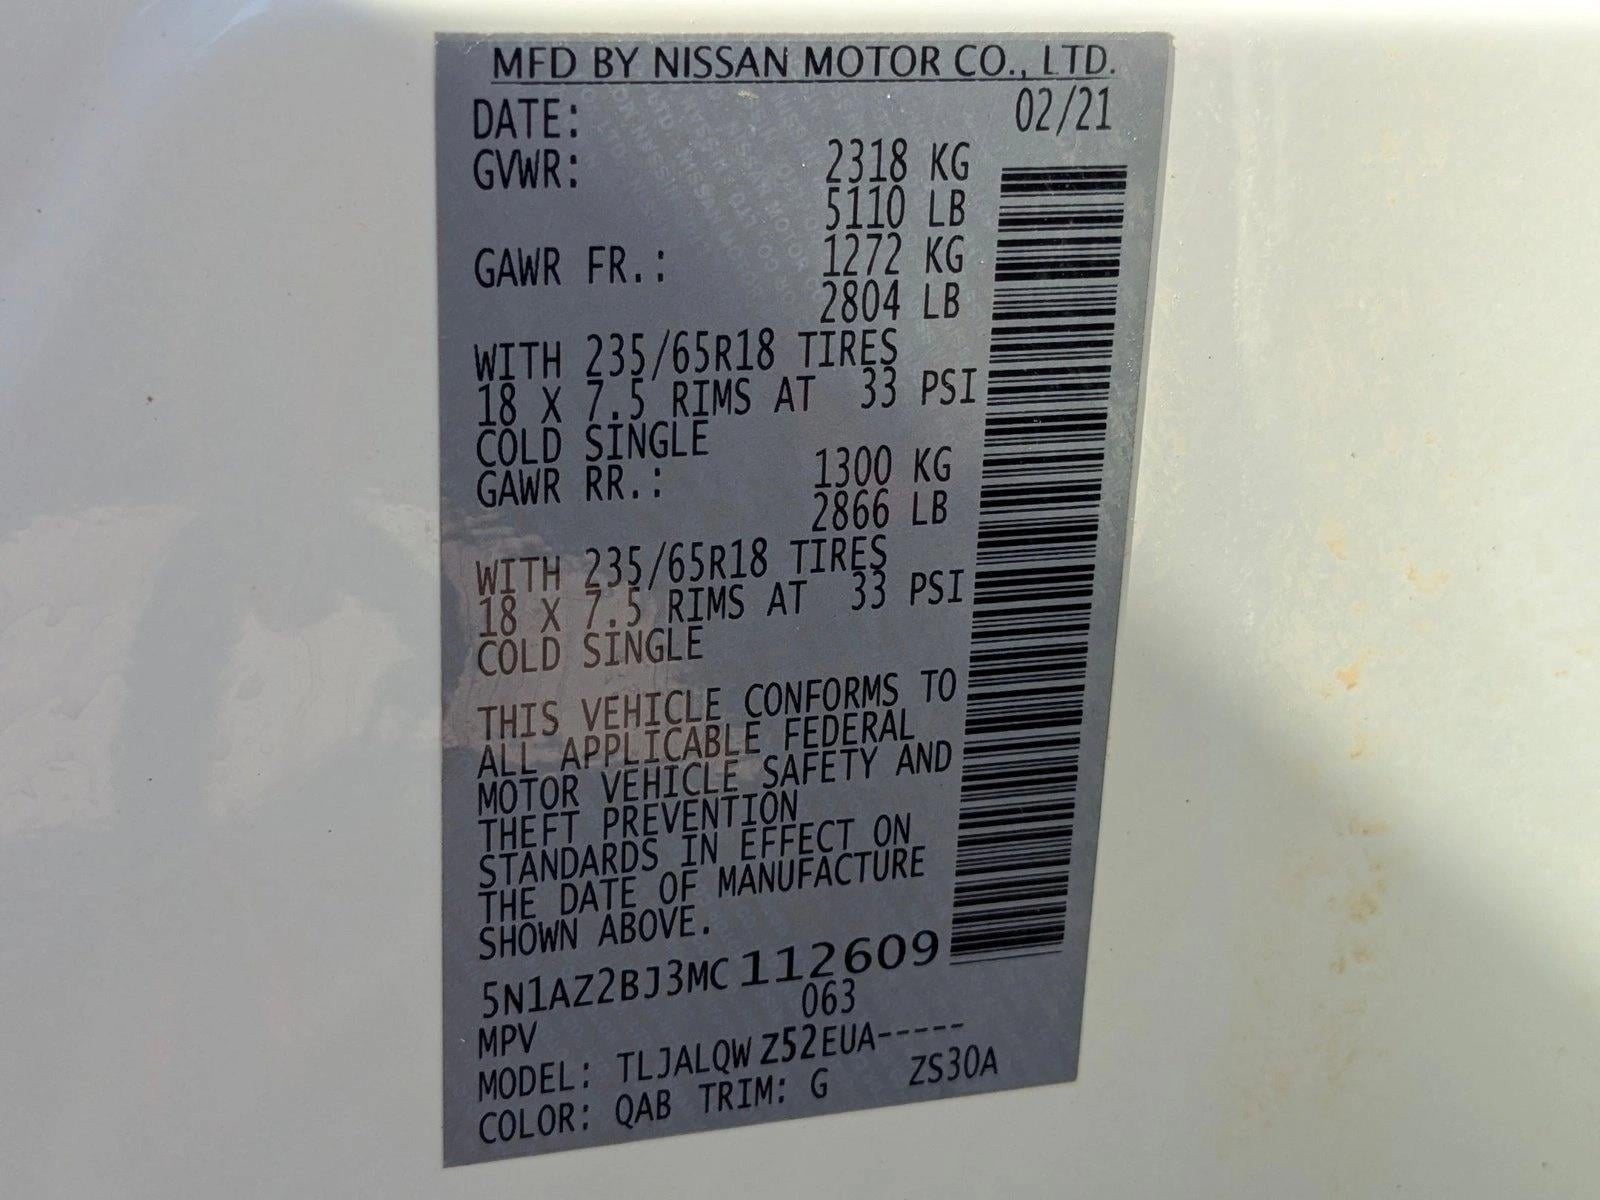 MFD BY NISSAN MOTOR CO., LTD.
DATE: 02/21
GVWR: 2318 KG
5110 LB
GAWR FR.: 1272 KG
2804 LB
WITH 235/65R18 TIRES
18 X 7.5 RIMS AT 33 PSI
COLD SINGLE
GAWR RR.: 1300 KG
2866 LB
WITH 235/65R18 TIRES
18 X 7.5 RIMS AT 33 PSI
COLD SINGLE
THIS VEHICLE CONFORMS TO
ALL APPLICABLE FEDERAL
MOTOR VEHICLE SAFETY AND
THEFT PREVENTION
STANDARDS IN EFFECT ON
THE DATE OF MANUFACTURE
SHOWN ABOVE.
5N1AZ2BJ3MC112609
063
MPV
MODEL: TLJALQWZ52EUA-----
COLOR: QAB TRIM: G ZS30A